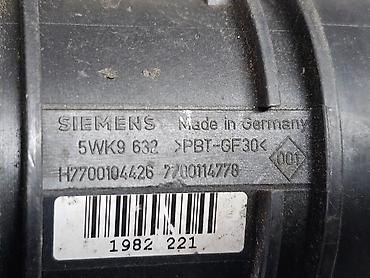 SIEMENS Made in Germany
5WK9 632 >PBT-GF30< 001
H7700104426 7700114778
1982 221